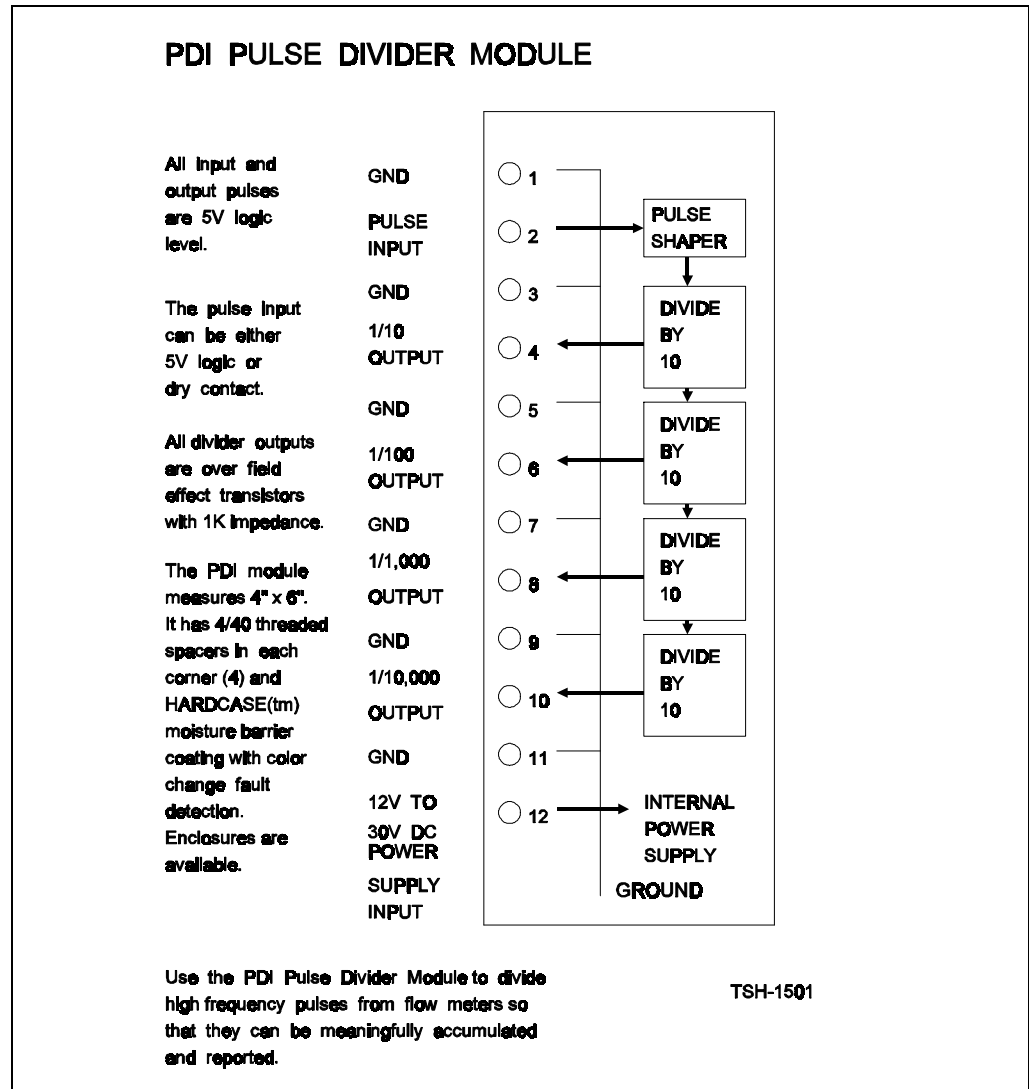 PDI PULSE DIVIDER MODULE
All input and
output pulses
are 5V logic
level.
The pulse input
can be either
5V logic or
dry contact.
All divider outputs
are over field
effect transistors
with 1K impedance.
The PDI module
measures 4" x 6".
It has 4/40 threaded
spacers in each
corner (4) and
HARDCASE(tm)
moisture barrier
coating with color
change fault
detection.
Enclosures are
available.
GND
PULSE
INPUT
GND
1/10
OUTPUT
GND
1/100
OUTPUT
GND
1/1,000
OUTPUT
GND
1/10,000
OUTPUT
GND
12V TO
30V DC
POWER
SUPPLY
INPUT
1
2
3
4
5
6
7
8
9
10
11
12
PULSE
SHAPER
DIVIDE
BY
10
DIVIDE
BY
10
DIVIDE
BY
10
DIVIDE
BY
10
INTERNAL
POWER
SUPPLY
GROUND
Use the PDI Pulse Divider Module to divide
high frequency pulses from flow meters so
that they can be meaningfully accumulated
and reported.
TSH-1501